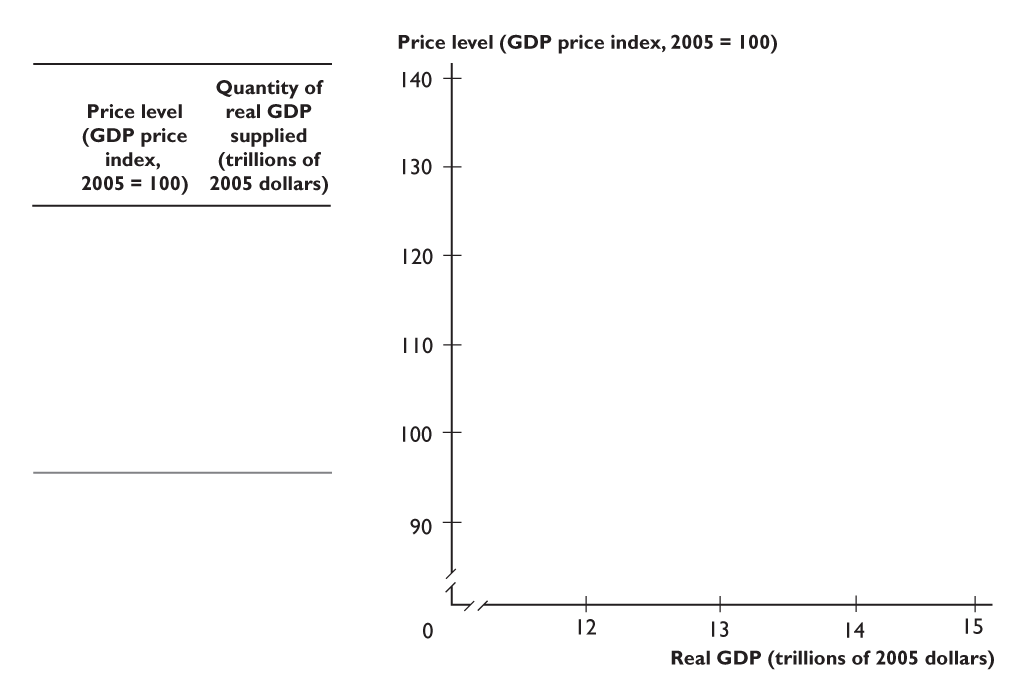 Price level (GDP price index, 2005 = 100)
Price level
(GDP price
index,
2005 = 100)
Quantity of
real GDP
supplied
(trillions of
2005 dollars)
140
130
120
110
100
90
0
12
13
14
15
Real GDP (trillions of 2005 dollars)